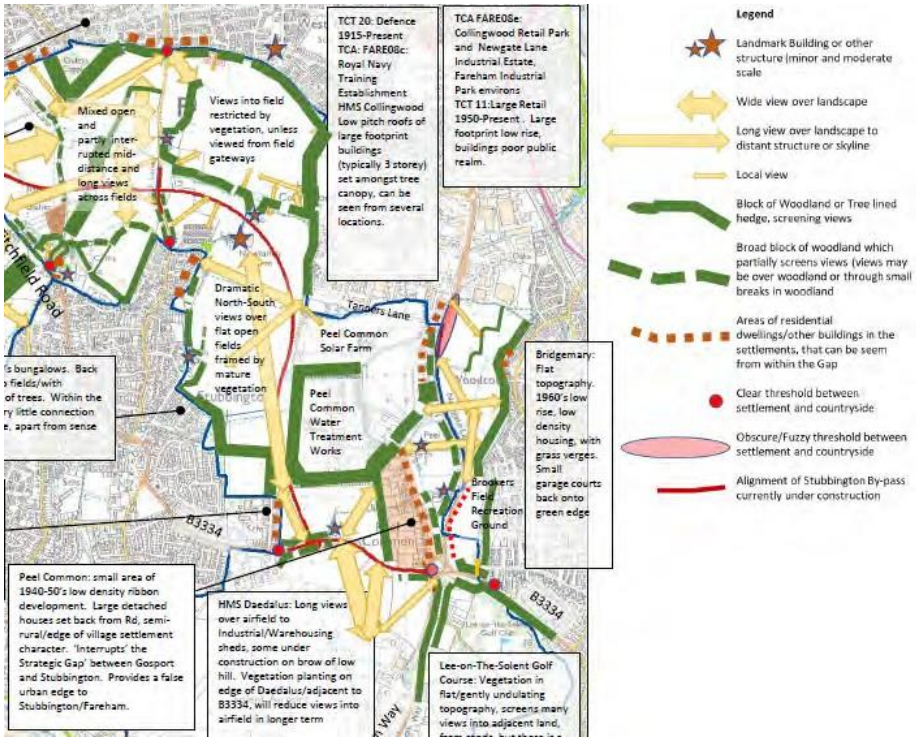 TCT 20: Defence
1915-Present
TCA: FARE08c:
Royal Navy
Training
Establishment
HMS Collingwood
Low pitch roofs of
large footprint
buildings
(typically 3 storey)
set amongst tree
canopy, can be
seen from several
locations.
TCA FARE08e:
Collingwood Retail Park
and Newgate Lane
Industrial Estate,
Fareham Industrial
Park environs
TCT 11:Large Retail
1950-Present . Large
footprint low rise,
buildings poor public
realm.
Mixed open
and
partly inter-
rupted mid-
distance and
long views
across fields
Views into field
restricted by
vegetation, unless
viewed from field
gateways
Dramatic
North-South
views over
flat open
fields
framed by
mature
vegetation
Stubbington
Tanners Lane
Peel Common
Solar Farm
Peel
Common
Water
Treatment
Works
Peel
Brookers
Field
Recreation
Ground
Bridgemary:
Flat
topography.
1960's low
rise, low
density
housing, with
grass verges.
Small
garage courts
back onto
green edge
Road
's bungalows. Back
fields/with
of trees. Within the
ry little connection
e, apart from sense
B3334
B3334
Peel Common: small area of
1940-50's low density ribbon
development. Large detached
houses set back from Rd, semi-
rural/edge of village settlement
character. 'Interrupts' the
Strategic Gap' between Gosport
and Stubbington. Provides a false
urban edge to
Stubbington/Fareham.
HMS Daedalus: Long views
over airfield to
Industrial/Warehousing
sheds, some under
construction on brow of low
hill. Vegetation planting on
edge of Daedalus/adjacent to
B3334, will reduce views into
airfield in longer term
Way
Lee-on-The-Solent Golf
Course: Vegetation in
flat/gently undulating
topography, screens many
views into adjacent land,
Legend
Landmark Building or other
structure |minor and moderate
scale
Wide view over landscape
Long view over landscape to
distant structure or skyline
Local view
Block of Woodland or Tree lined
hedge, screening views
Broad block of woodland which
partially screens views (views may
be over woodland or through small
breaks in woodland
Areas of residential
dwellings/other buildings in the
settlements, that can be seem
from within the Gap
Clear threshold between
settlement and countryside
Obscure/Fuzzy threshold between
settlement and countryside
Alignment of Stubbington By-pass
currently under construction